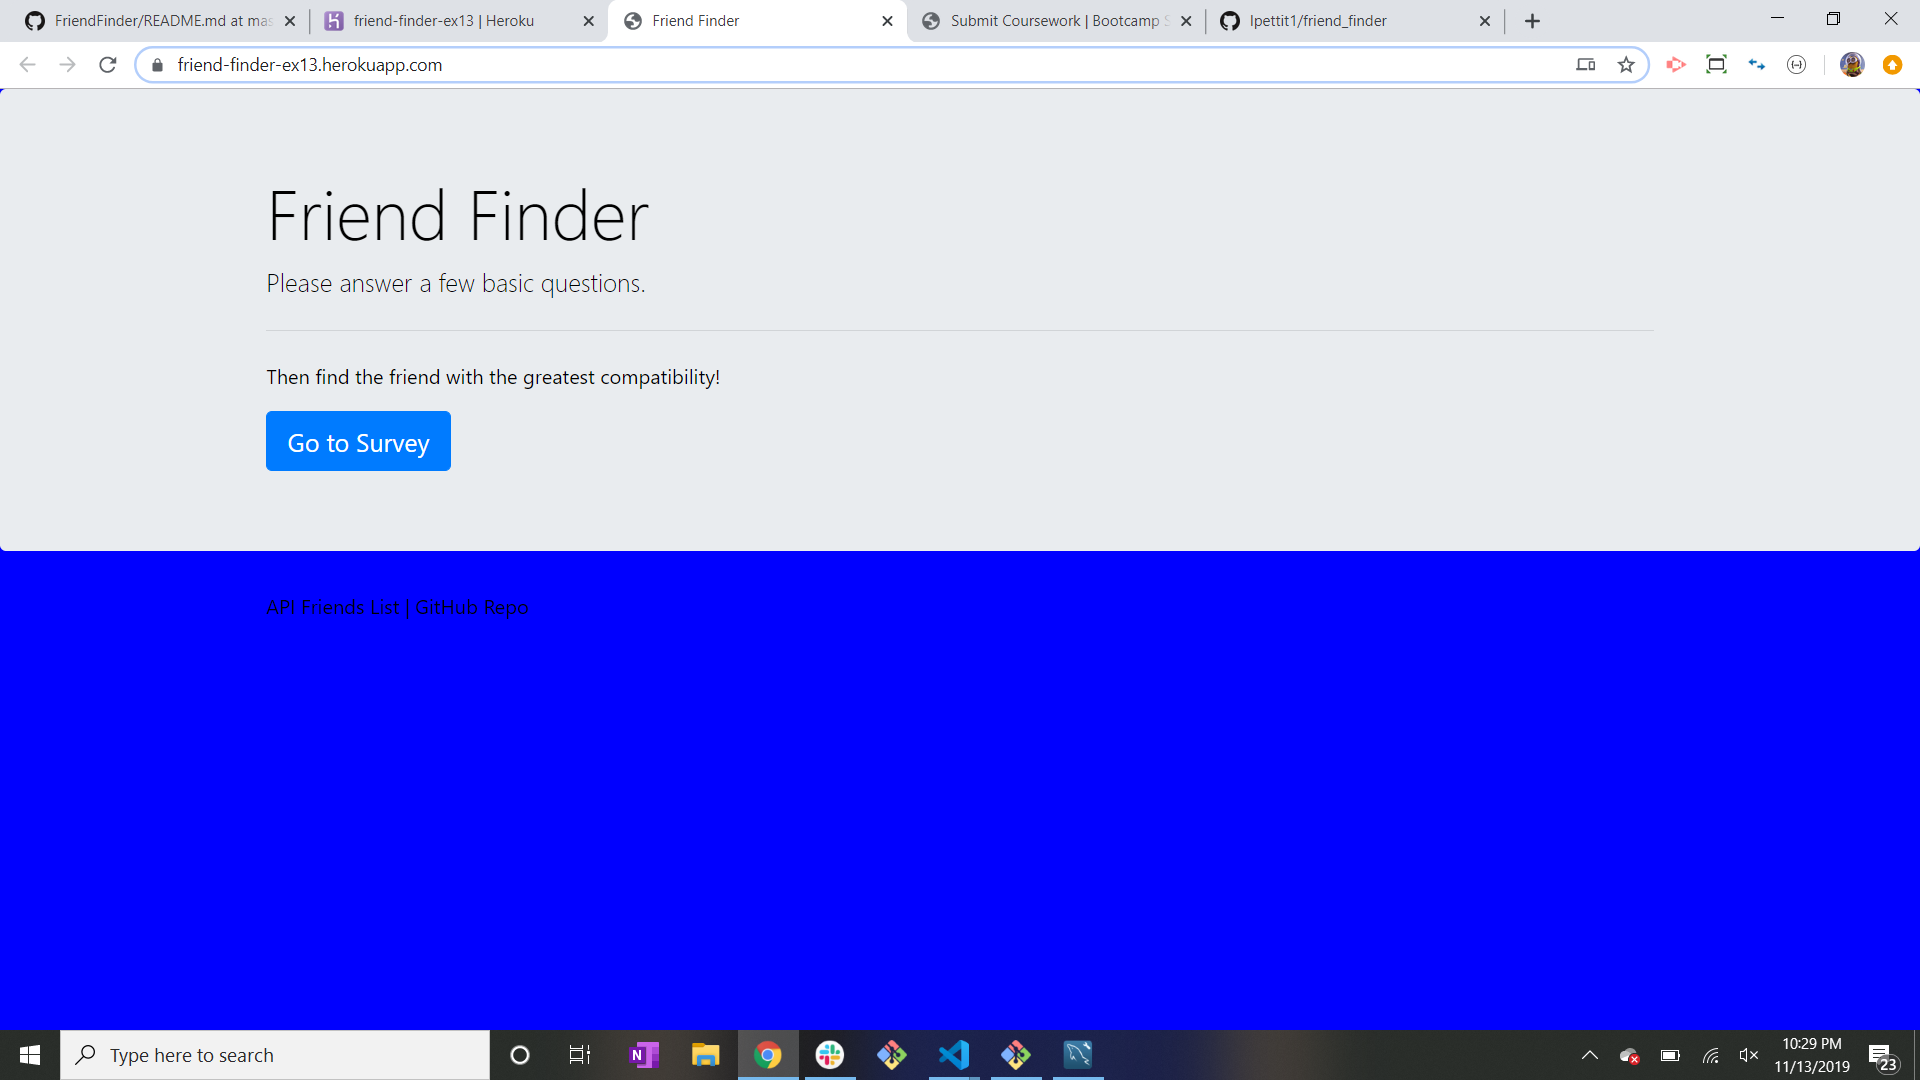 FriendFinder/README.md at mas
friend-finder-ex13 | Heroku
Friend Finder
Submit Coursework | Bootcamp S
lpettit1/friend_finder
friend-finder-ex13.herokuapp.com
Friend Finder
Please answer a few basic questions.
Then find the friend with the greatest compatibility!
Go to Survey
API Friends List | GitHub Repo
Type here to search
N
10:29 PM
11/13/2019
23